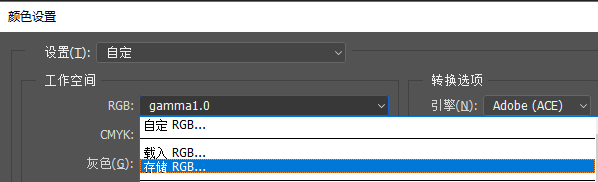 颜色设置
设置(T): 自定
工作空间
转换选项
RGB: gamma1.0
引擎(N): Adobe (ACE)
自定 RGB...
CMYK:
载入 RGB...
灰色(G):
存储 RGB...